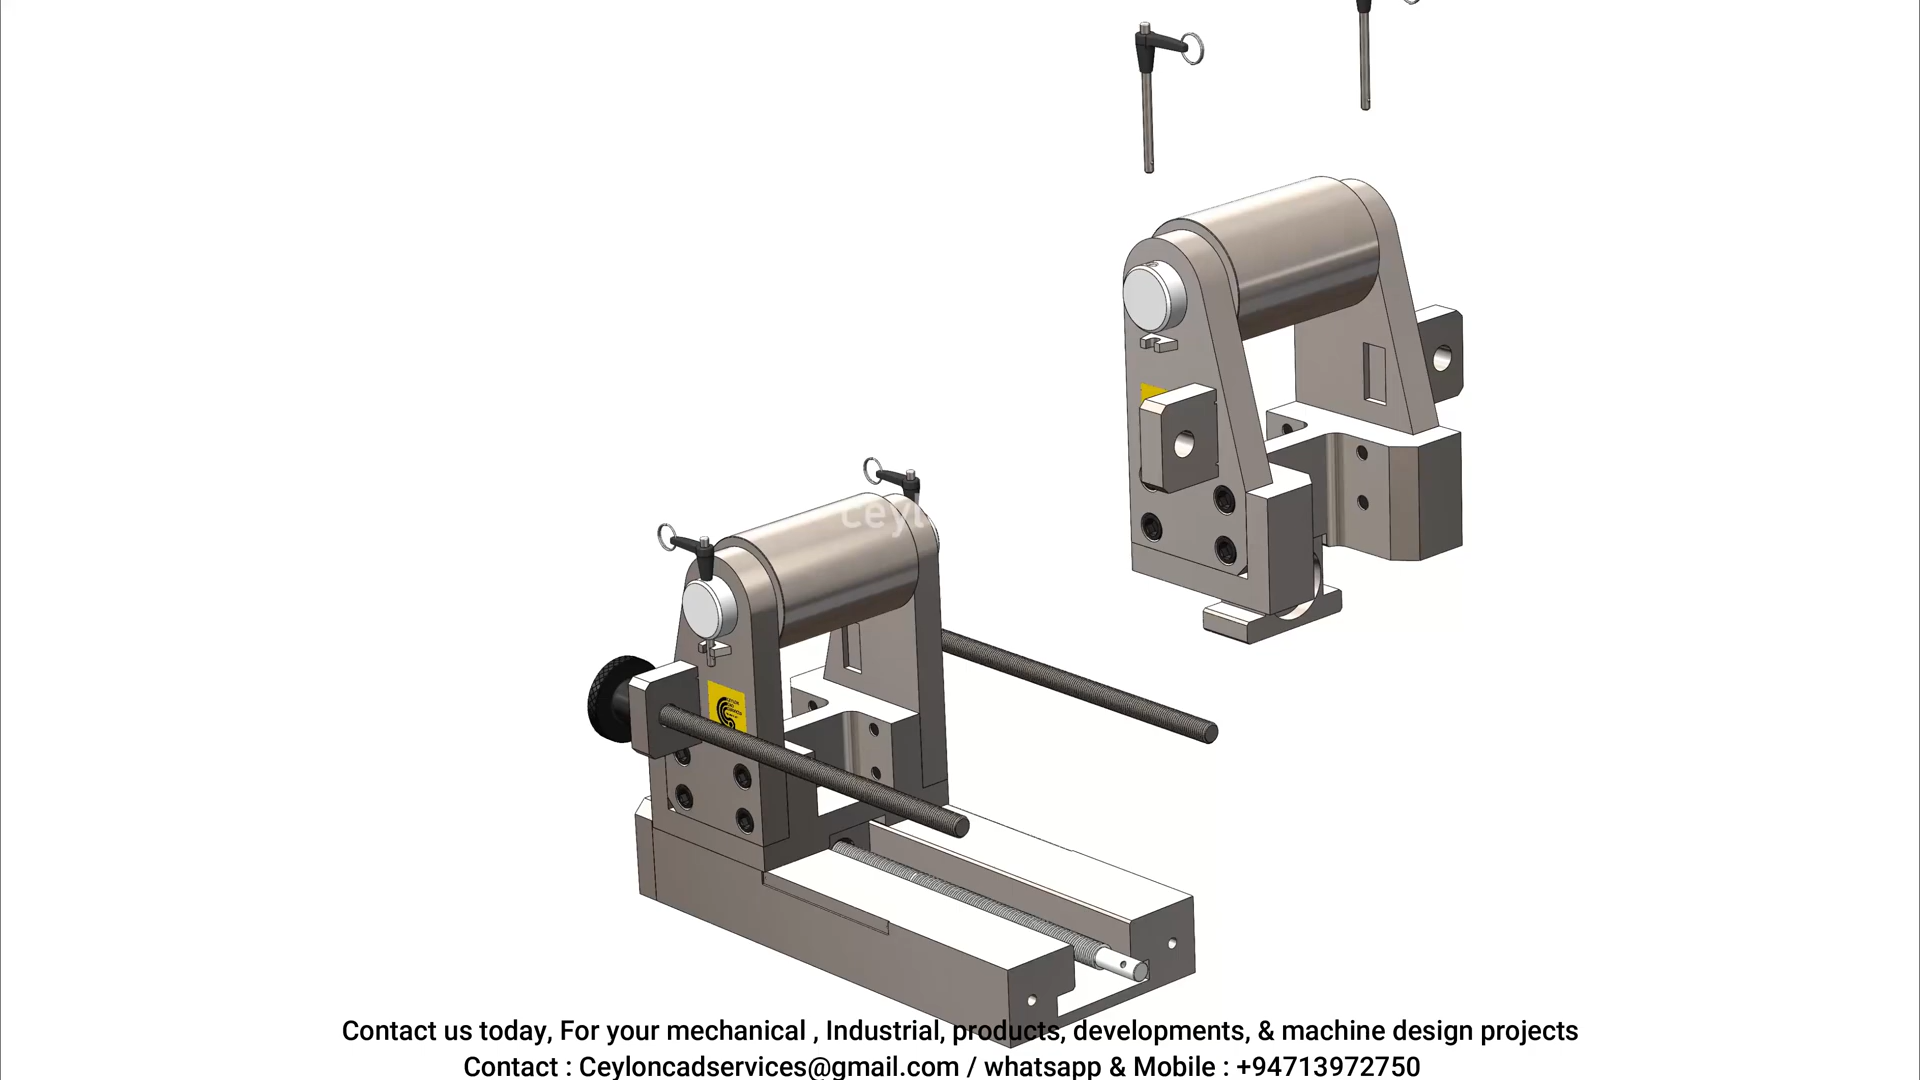 Ceyl
Contact us today, For your mechanical , Industrial, products, developments, & machine design projects
Contact : Ceyloncadservices@gmail.com / whatsapp & Mobile : +94713972750